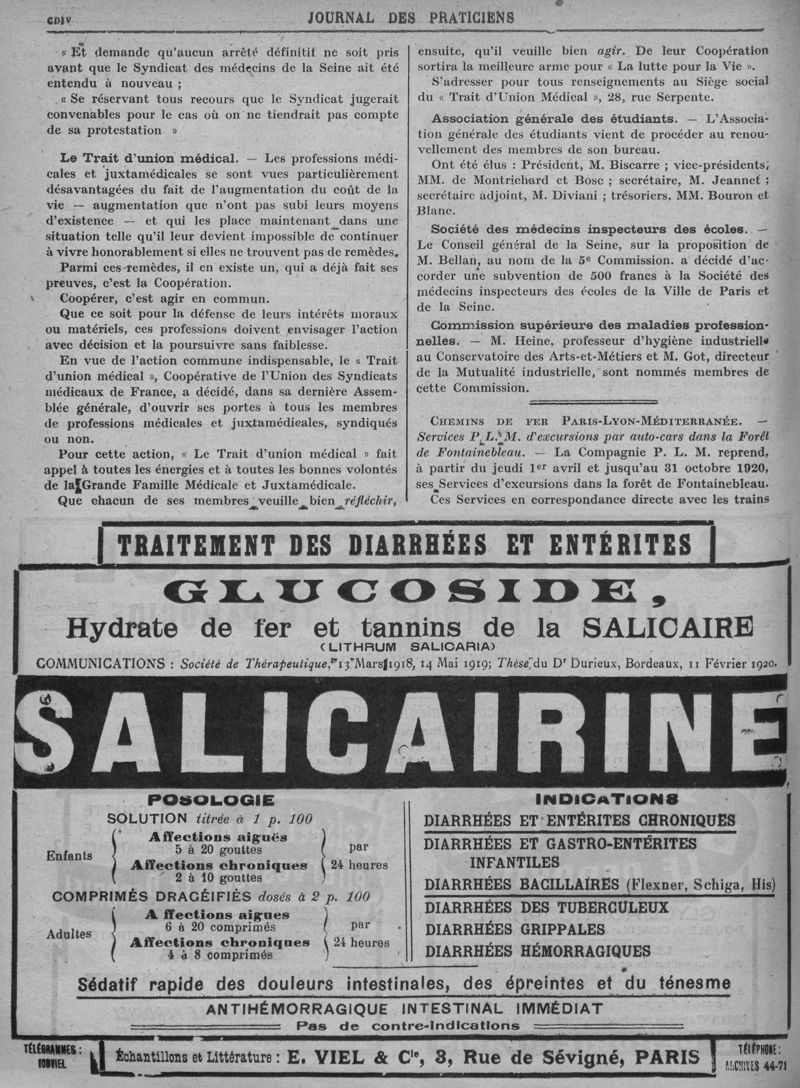 CDIV
JOURNAL DES PRATICIENS
« Et demande qu'aucun arrêté définitif ne soit pris
avant que le Syndicat des médecins de la Seine ait été
entendu à nouveau ;
« Se réservant tous recours que le Syndicat jugerait
convenables pour le cas où on ne tiendrait pas compte
de sa protestation »
Le Trait d'union médical. — Les professions médi-
cales et juxtamédicales se sont vues particulièrement
désavantagées du fait de l'augmentation du coût de la
vie — augmentation que n'ont pas subi leurs moyens
d'existence — et qui les place maintenant dans une
situation telle qu'il leur devient impossible de continuer
à vivre honorablement si elles ne trouvent pas de remèdes.
Parmi ces remèdes, il en existe un, qui a déjà fait ses
preuves, c'est la Coopération.
Coopérer, c'est agir en commun.
Que ce soit pour la défense de leurs intérêts moraux
ou matériels, ces professions doivent envisager l'action
avec décision et la poursuivre sans faiblesse.
En vue de l'action commune indispensable, le « Trait
d'union médical », Coopérative de l'Union des Syndicats
médicaux de France, a décidé, dans sa dernière Assem-
blée générale, d'ouvrir ses portes à tous les membres
de professions médicales et juxtamédicales, syndiqués
ou non.
Pour cette action, « Le Trait d'union médical » fait
appel à toutes les énergies et à toutes les bonnes volontés
de la Grande Famille Médicale et Juxtamédicale.
Que chacun de ses membres veuille bien réfléchir,
ensuite, qu'il veuille bien agir. De leur Coopération
sortira la meilleure arme pour « La lutte pour la Vie ».
S'adresser pour tous renseignements au Siège social
du « Trait d'Union Médical », 28, rue Serpente.
Association générale des étudiants. — L'Associa-
tion générale des étudiants vient de procéder au renou-
vellement des membres de son bureau.
Ont été élus : Président, M. Biscarre ; vice-présidents,
MM. de Montrichard et Bosc ; secrétaire, M. Jeannet ;
secrétaire adjoint, M. Diviani ; trésoriers, MM. Bouron et
Blanc.
Société des médecins inspecteurs des écoles. —
Le Conseil général de la Seine, sur la proposition de
M. Bellan, au nom de la 5e Commission. a décidé d'ac-
corder une subvention de 500 francs à la Société des
médecins inspecteurs des écoles de la Ville de Paris et
de la Seine.
Commission supérieure des maladies profession-
nelles. — M. Heine, professeur d'hygiène industrielle
au Conservatoire des Arts-et-Métiers et M. Got, directeur
de la Mutualité industrielle, sont nommés membres de
cette Commission.
CHEMINS DE FER PARIS-LYON-MÉDITERRANÉE. —
Services P. L. M. d'excursions par auto-cars dans la Forêt
de Fontainebleau. — La Compagnie P. L. M. reprend,
à partir du jeudi 1er avril et jusqu'au 31 octobre 1920,
ses Services d'excursions dans la forêt de Fontainebleau.
Ces Services en correspondance directe avec les trains
TRAITEMENT DES DIARRHÉES ET ENTÉRITES
GLUCOSIDE,
Hydrate de fer et tannins de la SALICAIRE
(LITHRUM SALICARIA)
COMMUNICATIONS : Société de Thérapeutique, 13 Mars 1918, 14 Mai 1919; Thèse du Dr Durieux, Bordeaux, 11 Février 1920.
SALICAIRINE
POSOLOGIE
SOLUTION titrée à 1 p. 100
Enfants
Affections aiguës
5 à 20 gouttes
Affections chroniques
2 à 10 gouttes
par
24 heures
COMPRIMÉS DRAGÉIFIÉS dosés à 2 p. 100
Adultes
Affections aigues
6 à 20 comprimés
Affections chroniques
4 à 8 comprimés
par
24 heures
INDICATIONS
DIARRHÉES ET ENTÉRITES CHRONIQUES
DIARRHÉES ET GASTRO-ENTÉRITES
INFANTILES
DIARRHÉES BACILLAIRES (Flexner, Schiga, His)
DIARRHÉES DES TUBERCULEUX
DIARRHÉES GRIPPALES
DIARRHÉES HÉMORRAGIQUES
Sédatif rapide des douleurs intestinales, des épreintes et du ténesme
ANTIHÉMORRAGIQUE INTESTINAL IMMÉDIAT
Pas de contre-indications
TÉLÉGRAMMES :
IONVIEL
Échantillons et Littérature : E. VIEL & Cie, 3, Rue de Sévigné, PARIS
TÉLÉPHONE :
ARCHIVES 44-71